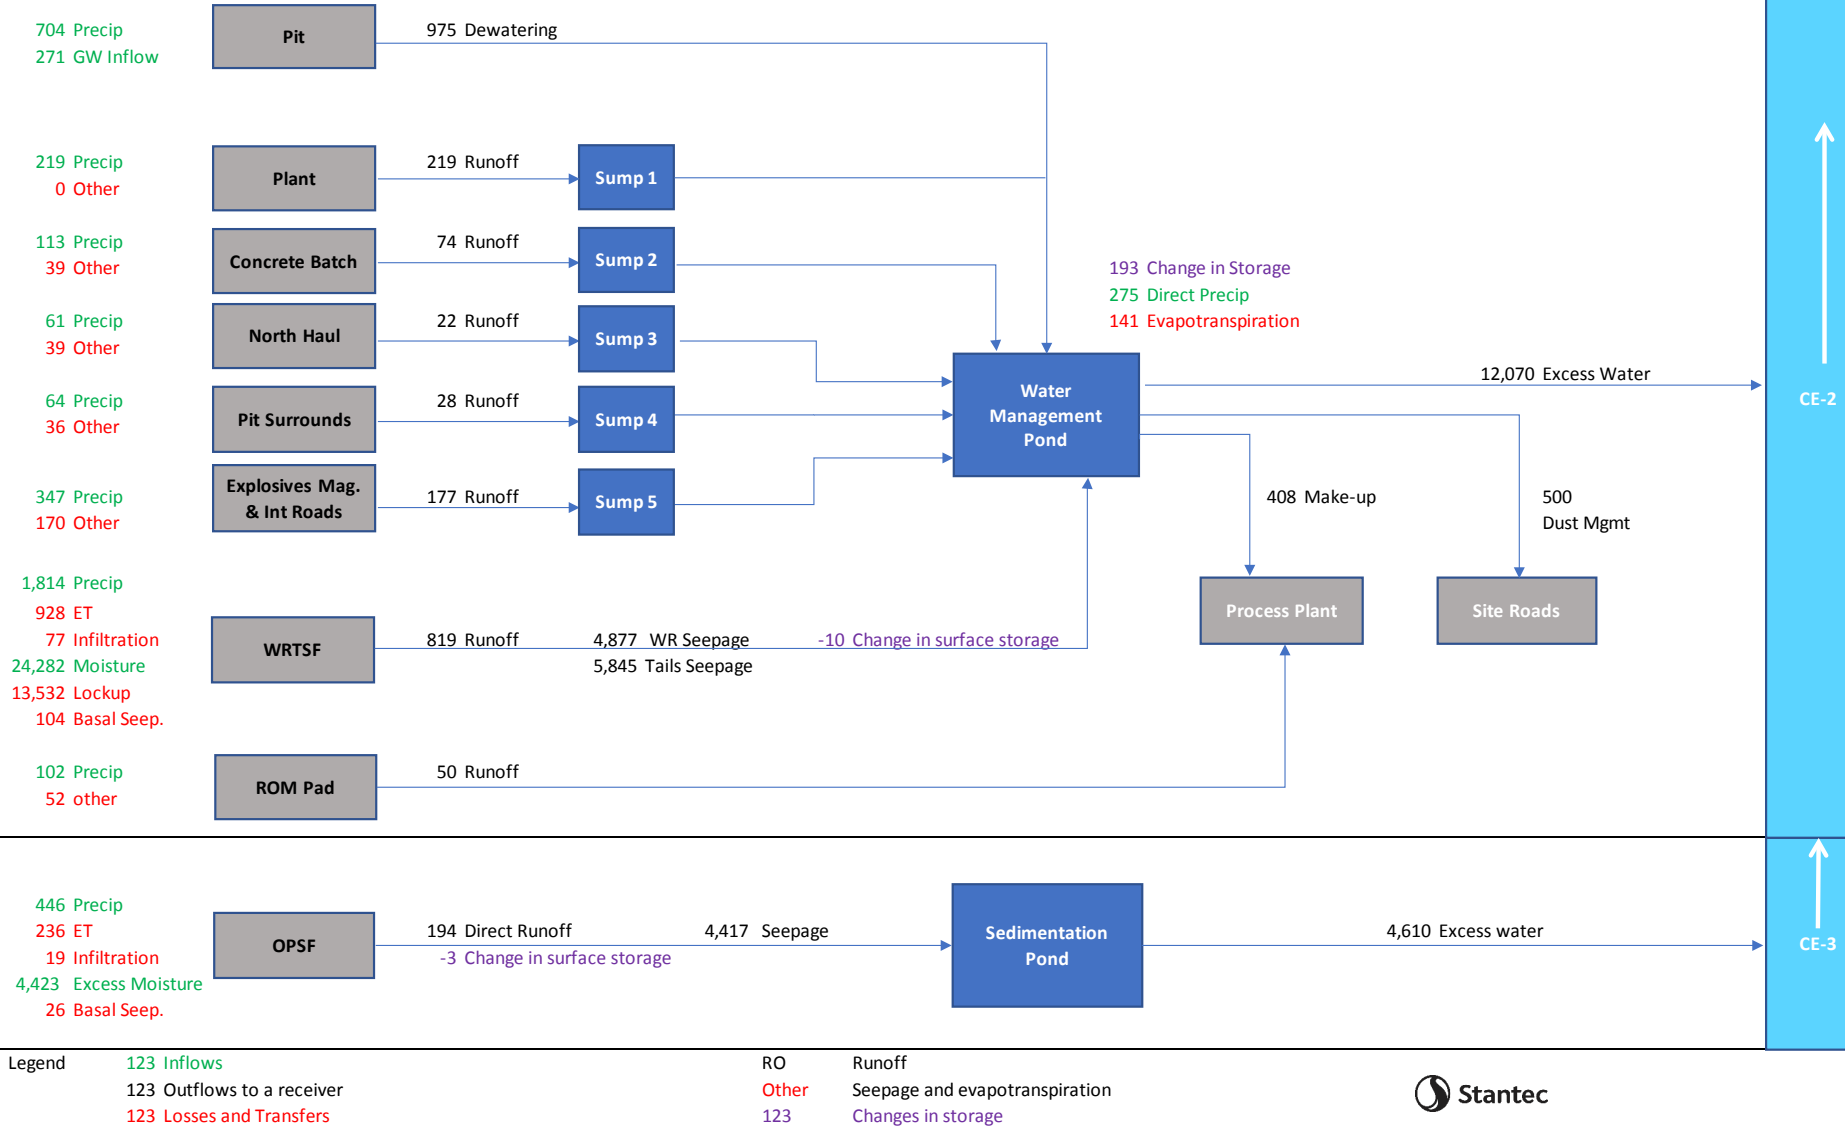 704 Precip
271 GW Inflow
Pit
975 Dewatering
219 Precip
0 Other
Plant
219 Runoff
Sump 1
113 Precip
39 Other
Concrete Batch
74 Runoff
Sump 2
193 Change in Storage
275 Direct Precip
141 Evapotranspiration
61 Precip
39 Other
North Haul
22 Runoff
Sump 3
64 Precip
36 Other
Pit Surrounds
28 Runoff
Sump 4
Water
Management
Pond
12,070 Excess Water
CE-2
347 Precip
170 Other
Explosives Mag.
& Int Roads
177 Runoff
Sump 5
408 Make-up
500
Dust Mgmt
Process Plant
Site Roads
1,814 Precip
928 ET
77 Infiltration
24,282 Moisture
13,532 Lockup
104 Basal Seep.
WRTSF
819 Runoff
4,877 WR Seepage
5,845 Tails Seepage
-10 Change in surface storage
102 Precip
52 other
ROM Pad
50 Runoff
446 Precip
236 ET
19 Infiltration
4,423 Excess Moisture
26 Basal Seep.
OPSF
194 Direct Runoff
-3 Change in surface storage
4,417 Seepage
Sedimentation
Pond
4,610 Excess water
CE-3
Legend
123 Inflows
123 Outflows to a receiver
123 Losses and Transfers
RO Runoff
Other Seepage and evapotranspiration
123 Changes in storage
Stantec